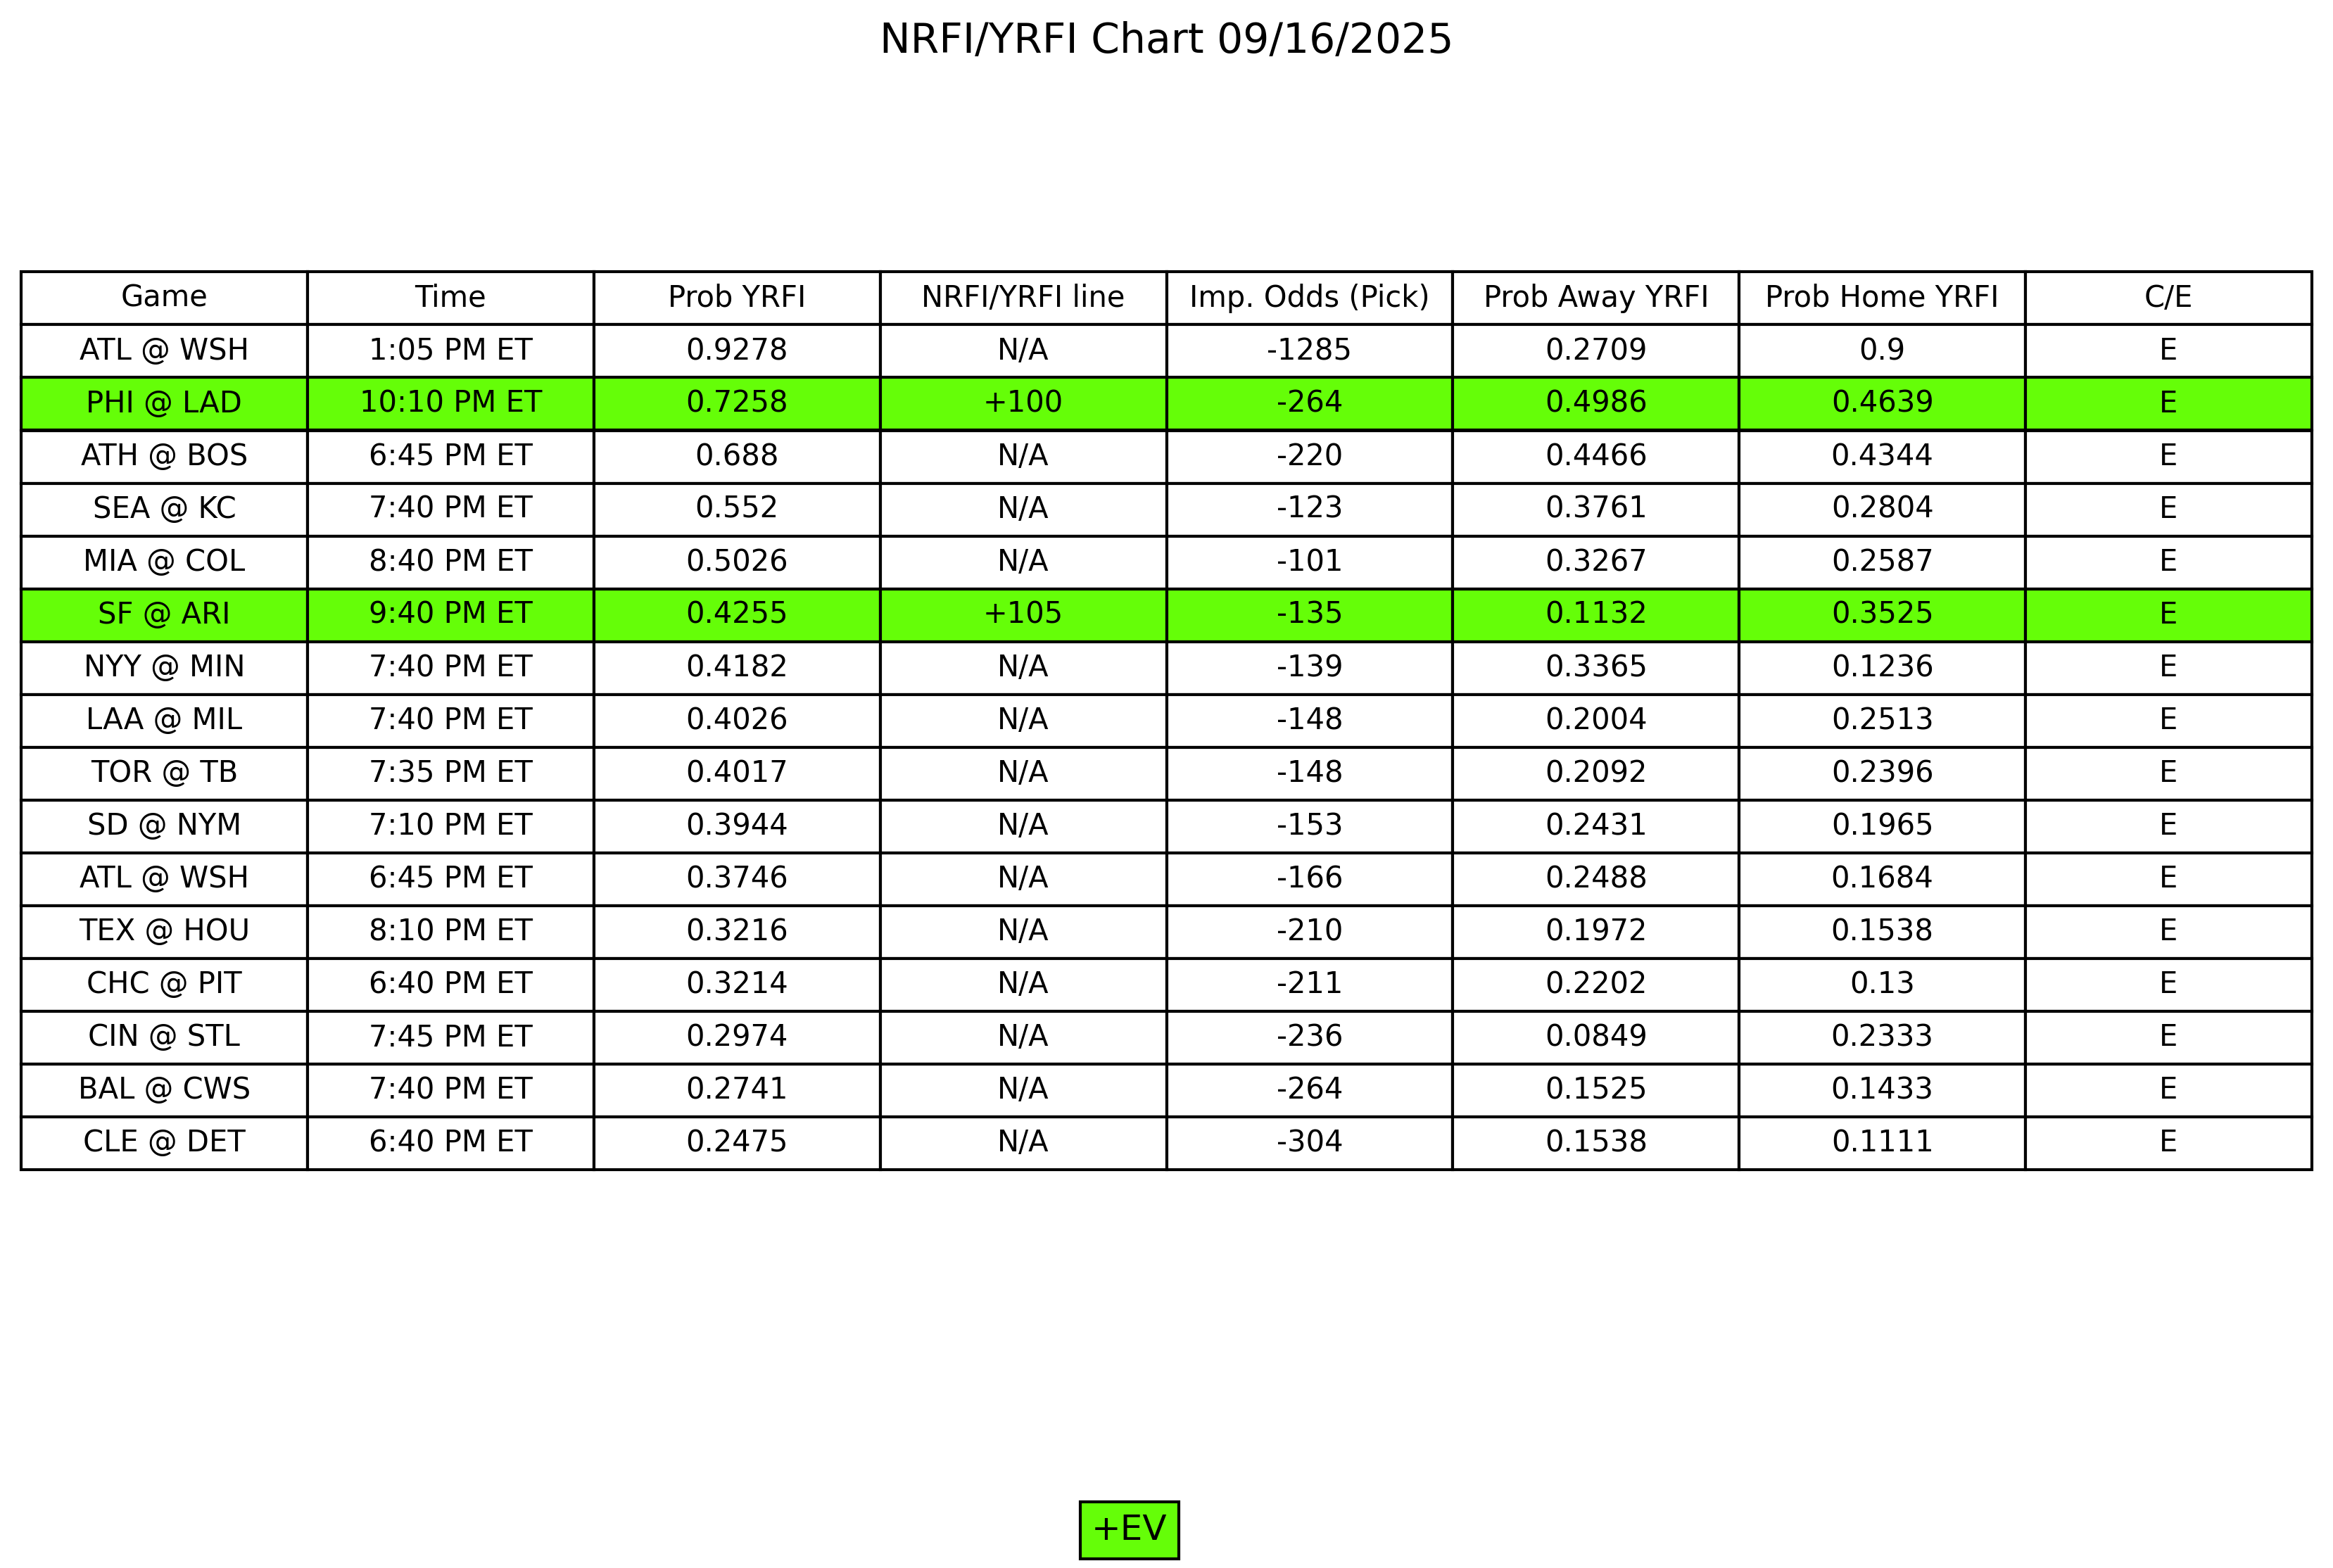 NRFI/YRFI Chart 09/16/2025
Game Time Prob YRFI NRFI/YRFI line Imp. Odds (Pick) Prob Away YRFI Prob Home YRFI C/E
ATL @ WSH 1:05 PM ET 0.9278 N/A -1285 0.2709 0.9 E
PHI @ LAD 10:10 PM ET 0.7258 +100 -264 0.4986 0.4639 E
ATH @ BOS 6:45 PM ET 0.688 N/A -220 0.4466 0.4344 E
SEA @ KC 7:40 PM ET 0.552 N/A -123 0.3761 0.2804 E
MIA @ COL 8:40 PM ET 0.5026 N/A -101 0.3267 0.2587 E
SF @ ARI 9:40 PM ET 0.4255 +105 -135 0.1132 0.3525 E
NYY @ MIN 7:40 PM ET 0.4182 N/A -139 0.3365 0.1236 E
LAA @ MIL 7:40 PM ET 0.4026 N/A -148 0.2004 0.2513 E
TOR @ TB 7:35 PM ET 0.4017 N/A -148 0.2092 0.2396 E
SD @ NYM 7:10 PM ET 0.3944 N/A -153 0.2431 0.1965 E
ATL @ WSH 6:45 PM ET 0.3746 N/A -166 0.2488 0.1684 E
TEX @ HOU 8:10 PM ET 0.3216 N/A -210 0.1972 0.1538 E
CHC @ PIT 6:40 PM ET 0.3214 N/A -211 0.2202 0.13 E
CIN @ STL 7:45 PM ET 0.2974 N/A -236 0.0849 0.2333 E
BAL @ CWS 7:40 PM ET 0.2741 N/A -264 0.1525 0.1433 E
CLE @ DET 6:40 PM ET 0.2475 N/A -304 0.1538 0.1111 E
+EV